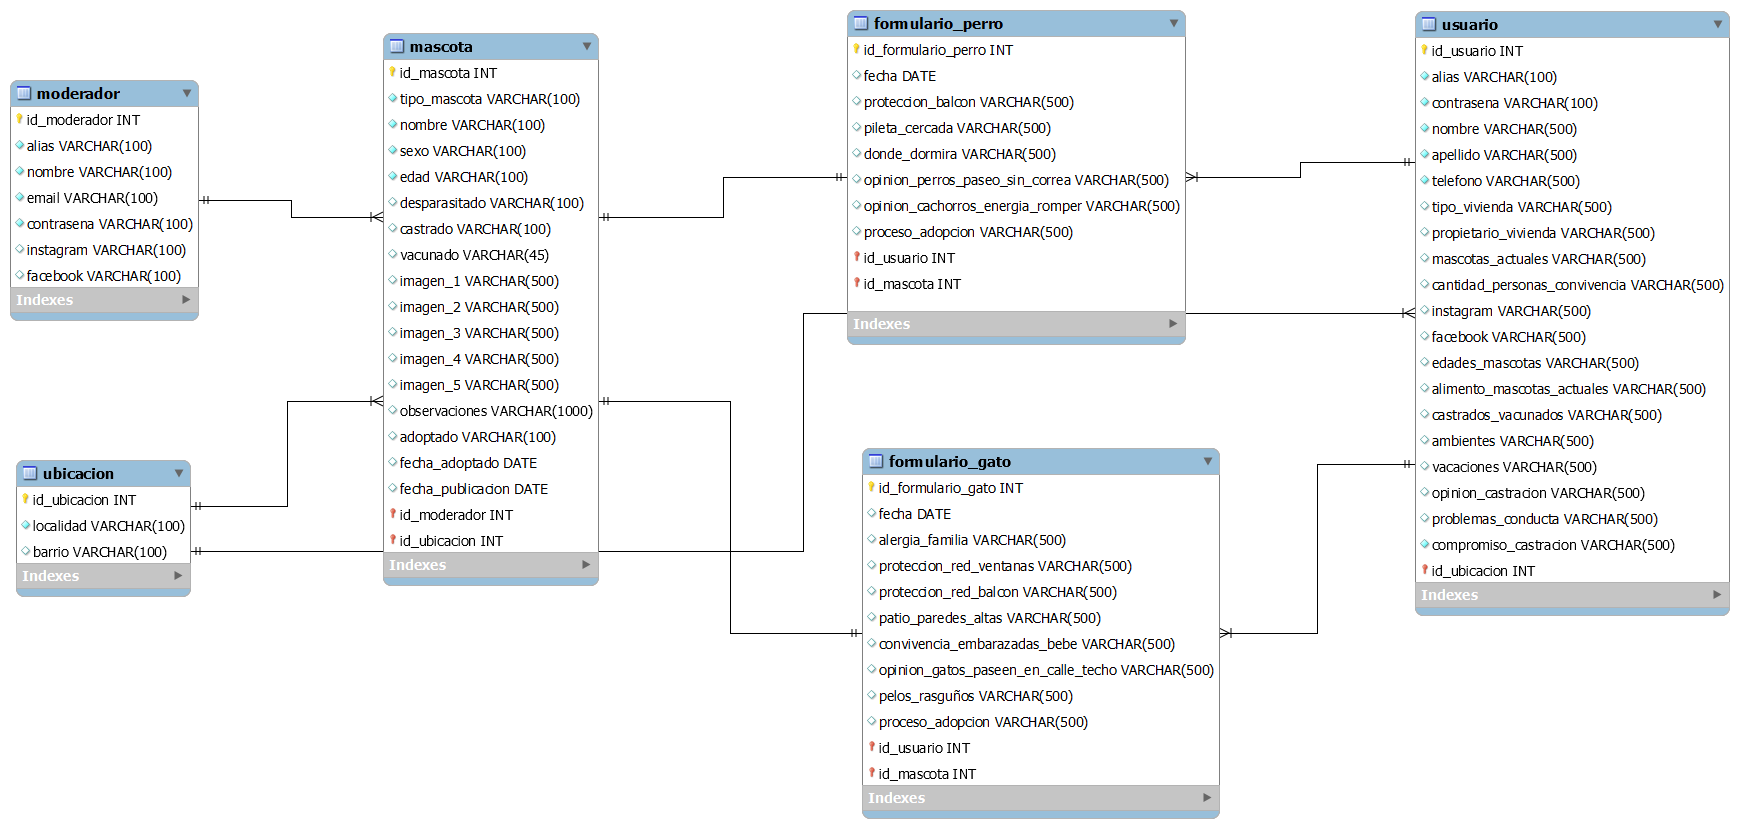 moderador
id_moderador INT
alias VARCHAR(100)
nombre VARCHAR(100)
email VARCHAR(100)
contrasena VARCHAR(100)
instagram VARCHAR(100)
facebook VARCHAR(100)
Indexes
ubicacion
id_ubicacion INT
localidad VARCHAR(100)
barrio VARCHAR(100)
Indexes
mascota
id_mascota INT
tipo_mascota VARCHAR(100)
nombre VARCHAR(100)
sexo VARCHAR(100)
edad VARCHAR(100)
desparasitado VARCHAR(100)
castrado VARCHAR(100)
vacunado VARCHAR(45)
imagen_1 VARCHAR(500)
imagen_2 VARCHAR(500)
imagen_3 VARCHAR(500)
imagen_4 VARCHAR(500)
imagen_5 VARCHAR(500)
observaciones VARCHAR(1000)
adoptado VARCHAR(100)
fecha_adoptado DATE
fecha_publicacion DATE
id_moderador INT
id_ubicacion INT
Indexes
formulario_perro
id_formulario_perro INT
fecha DATE
proteccion_balcon VARCHAR(500)
pileta_cercada VARCHAR(500)
donde_dormira VARCHAR(500)
opinion_perros_paseo_sin_correa VARCHAR(500)
opinion_cachorros_energia_romper VARCHAR(500)
proceso_adopcion VARCHAR(500)
id_usuario INT
id_mascota INT
Indexes
formulario_gato
id_formulario_gato INT
fecha DATE
alergia_familia VARCHAR(500)
proteccion_red_ventanas VARCHAR(500)
proteccion_red_balcon VARCHAR(500)
patio_paredes_altas VARCHAR(500)
convivencia_embarazadas_bebe VARCHAR(500)
opinion_gatos_paseen_en_calle_techo VARCHAR(500)
pelos_rasguños VARCHAR(500)
proceso_adopcion VARCHAR(500)
id_usuario INT
id_mascota INT
Indexes
usuario
id_usuario INT
alias VARCHAR(100)
contrasena VARCHAR(100)
nombre VARCHAR(500)
apellido VARCHAR(500)
telefono VARCHAR(500)
tipo_vivienda VARCHAR(500)
propietario_vivienda VARCHAR(500)
mascotas_actuales VARCHAR(500)
cantidad_personas_convivencia VARCHAR(500)
instagram VARCHAR(500)
facebook VARCHAR(500)
edades_mascotas VARCHAR(500)
alimento_mascotas_actuales VARCHAR(500)
castrados_vacunados VARCHAR(500)
ambientes VARCHAR(500)
vacaciones VARCHAR(500)
opinion_castracion VARCHAR(500)
problemas_conducta VARCHAR(500)
compromiso_castracion VARCHAR(500)
id_ubicacion INT
Indexes